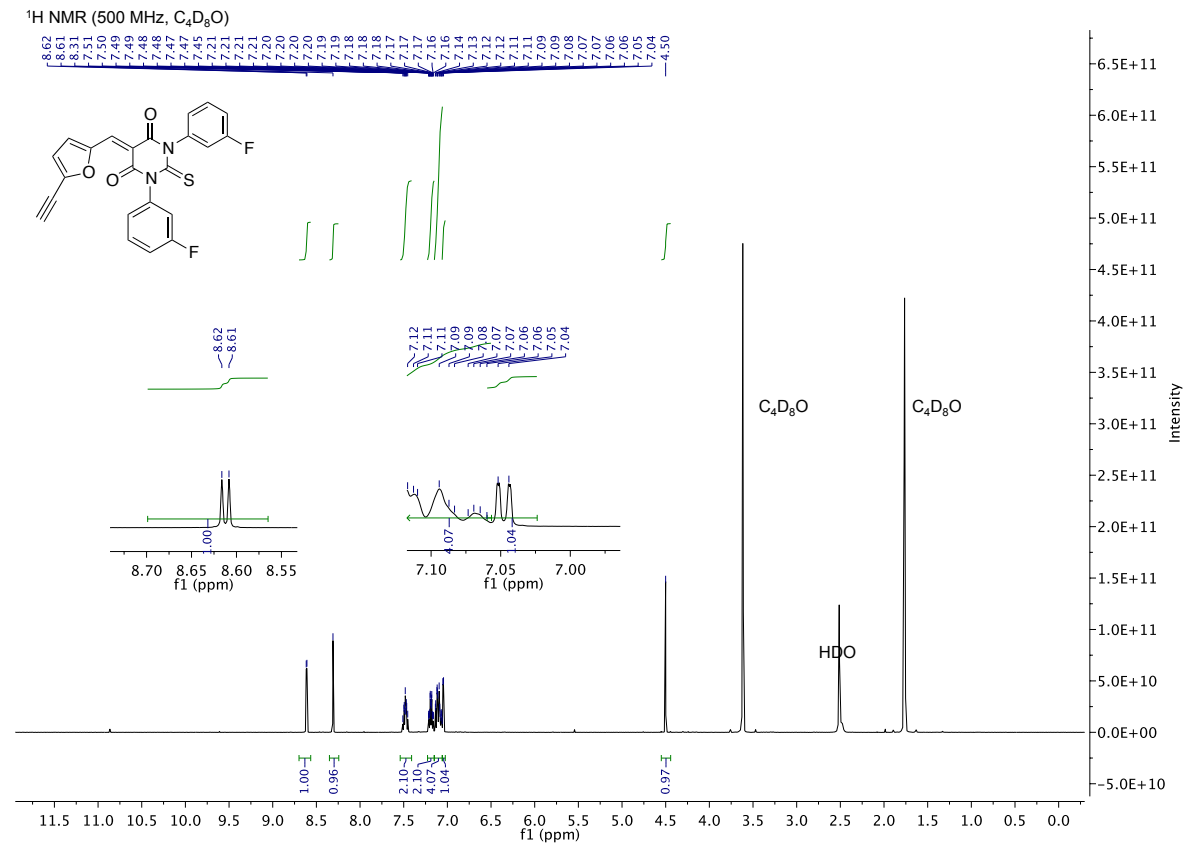 ¹H NMR (500 MHz, C₄D₈O)
8.62
8.61
8.31
7.51
7.50
7.49
7.49
7.48
7.48
7.47
7.47
7.45
7.21
7.21
7.21
7.21
7.20
7.20
7.20
7.20
7.19
7.19
7.18
7.18
7.18
7.17
7.17
7.17
7.16
7.16
7.14
7.13
7.12
7.12
7.11
7.11
7.09
7.09
7.08
7.07
7.07
7.06
7.06
7.05
7.04
4.50
O
N
F
O
N
S
O
F
8.62
8.61
1.00
8.70 8.65 8.60 8.55
f1 (ppm)
7.12
7.11
7.11
7.09
7.09
7.08
7.07
7.07
7.06
7.06
7.05
7.04
4.07
1.04
7.10 7.05 7.00
f1 (ppm)
C₄D₈O
C₄D₈O
HDO
1.00
0.96
2.10
2.10
4.07
1.04
0.97
6.5E+11
6.0E+11
5.5E+11
5.0E+11
4.5E+11
4.0E+11
3.5E+11
3.0E+11
2.5E+11
2.0E+11
1.5E+11
1.0E+11
5.0E+10
0.0E+00
−5.0E+10
Intensity
11.5 11.0 10.5 10.0 9.5 9.0 8.5 8.0 7.5 7.0 6.5 6.0 5.5 5.0 4.5 4.0 3.5 3.0 2.5 2.0 1.5 1.0 0.5 0.0
f1 (ppm)